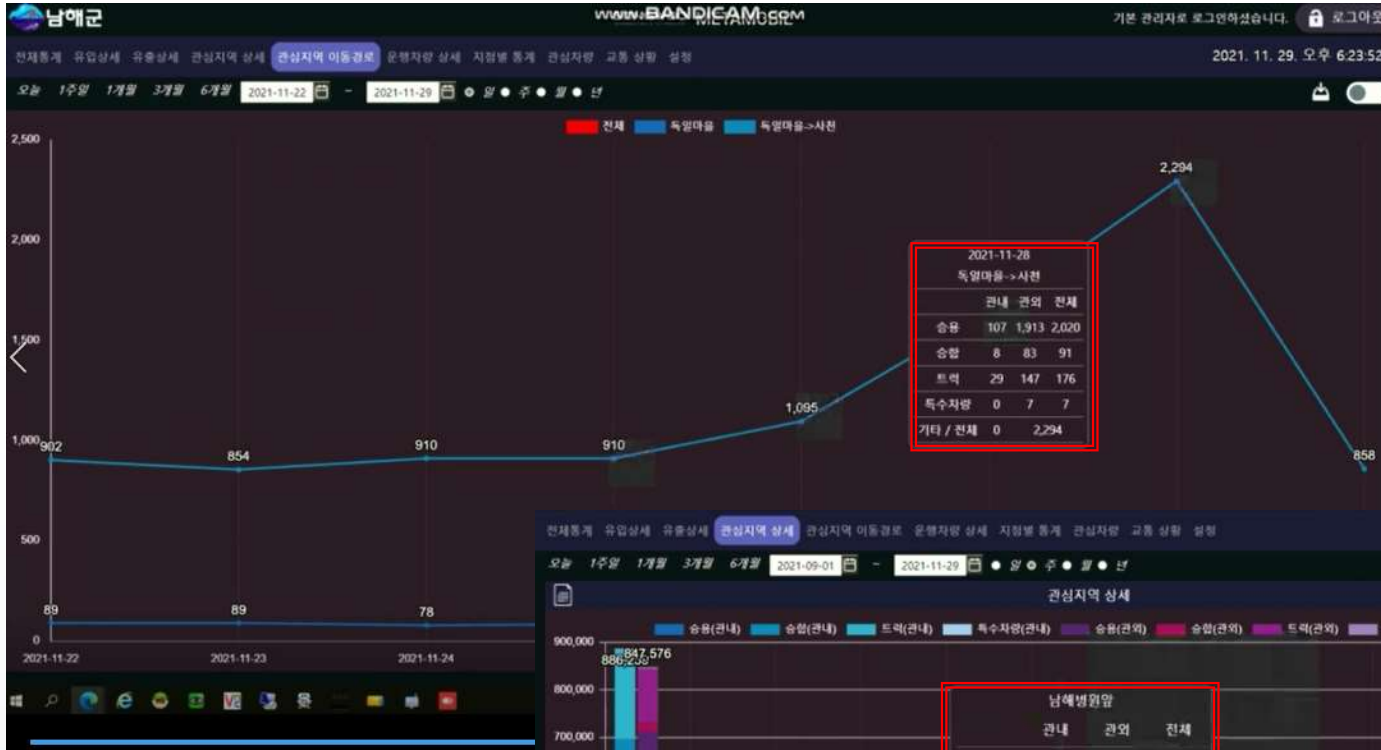 남해군
www.BANDICAM.com
기본 관리자로 로그인하셨습니다.
로그아웃
전체통계 유입상세 유출상세 관심지역 상세 관심지역 이동경로 운행차량 상세 지점별 통계 관심차량 교통 상황 설정
2021. 11. 29. 오후 6:23:52
오늘 1주일 1개월 3개월 6개월 2021-11-22 - 2021-11-29 일 주 월 년
전체 독일마을 독일마을->사천
2,500
2,294
2,000
2021-11-28
독일마을->사천
관내 관외 전체
승용 107 1,913 2,020
1,500
승합 8 83 91
트럭 29 147 176
특수차량 0 7 7
기타 / 전체 0 2,294
1,095
1,000
902
854
910
910
858
500
89
89
78
0
2021-11-22
2021-11-23
2021-11-24
전체통계 유입상세 유출상세 관심지역 상세 관심지역 이동경로 운행차량 상세 지점별 통계 관심차량 교통 상황 설정
오늘 1주일 1개월 3개월 6개월 2021-09-01 - 2021-11-29 일 주 월 년
관심지역 상세
승용(관내) 승합(관내) 트럭(관내) 특수차량(관내) 승용(관외) 승합(관외) 트럭(관외)
900,000
847,576
800,000
남해병원앞
관내 관외 전체
700,000